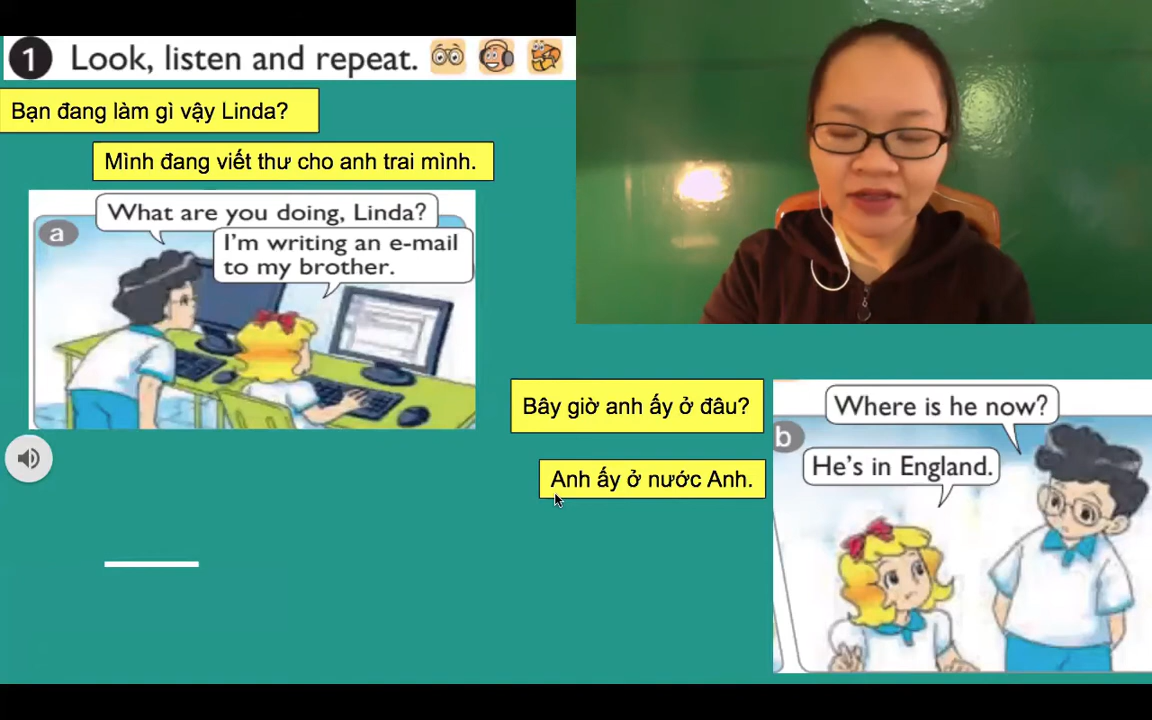 1 Look, listen and repeat.
Bạn đang làm gì vậy Linda?
Mình đang viết thư cho anh trai mình.
a
What are you doing, Linda?
I'm writing an e-mail
to my brother.
Bây giờ anh ấy ở đâu?
Anh ấy ở nước Anh.
b
Where is he now?
He's in England.